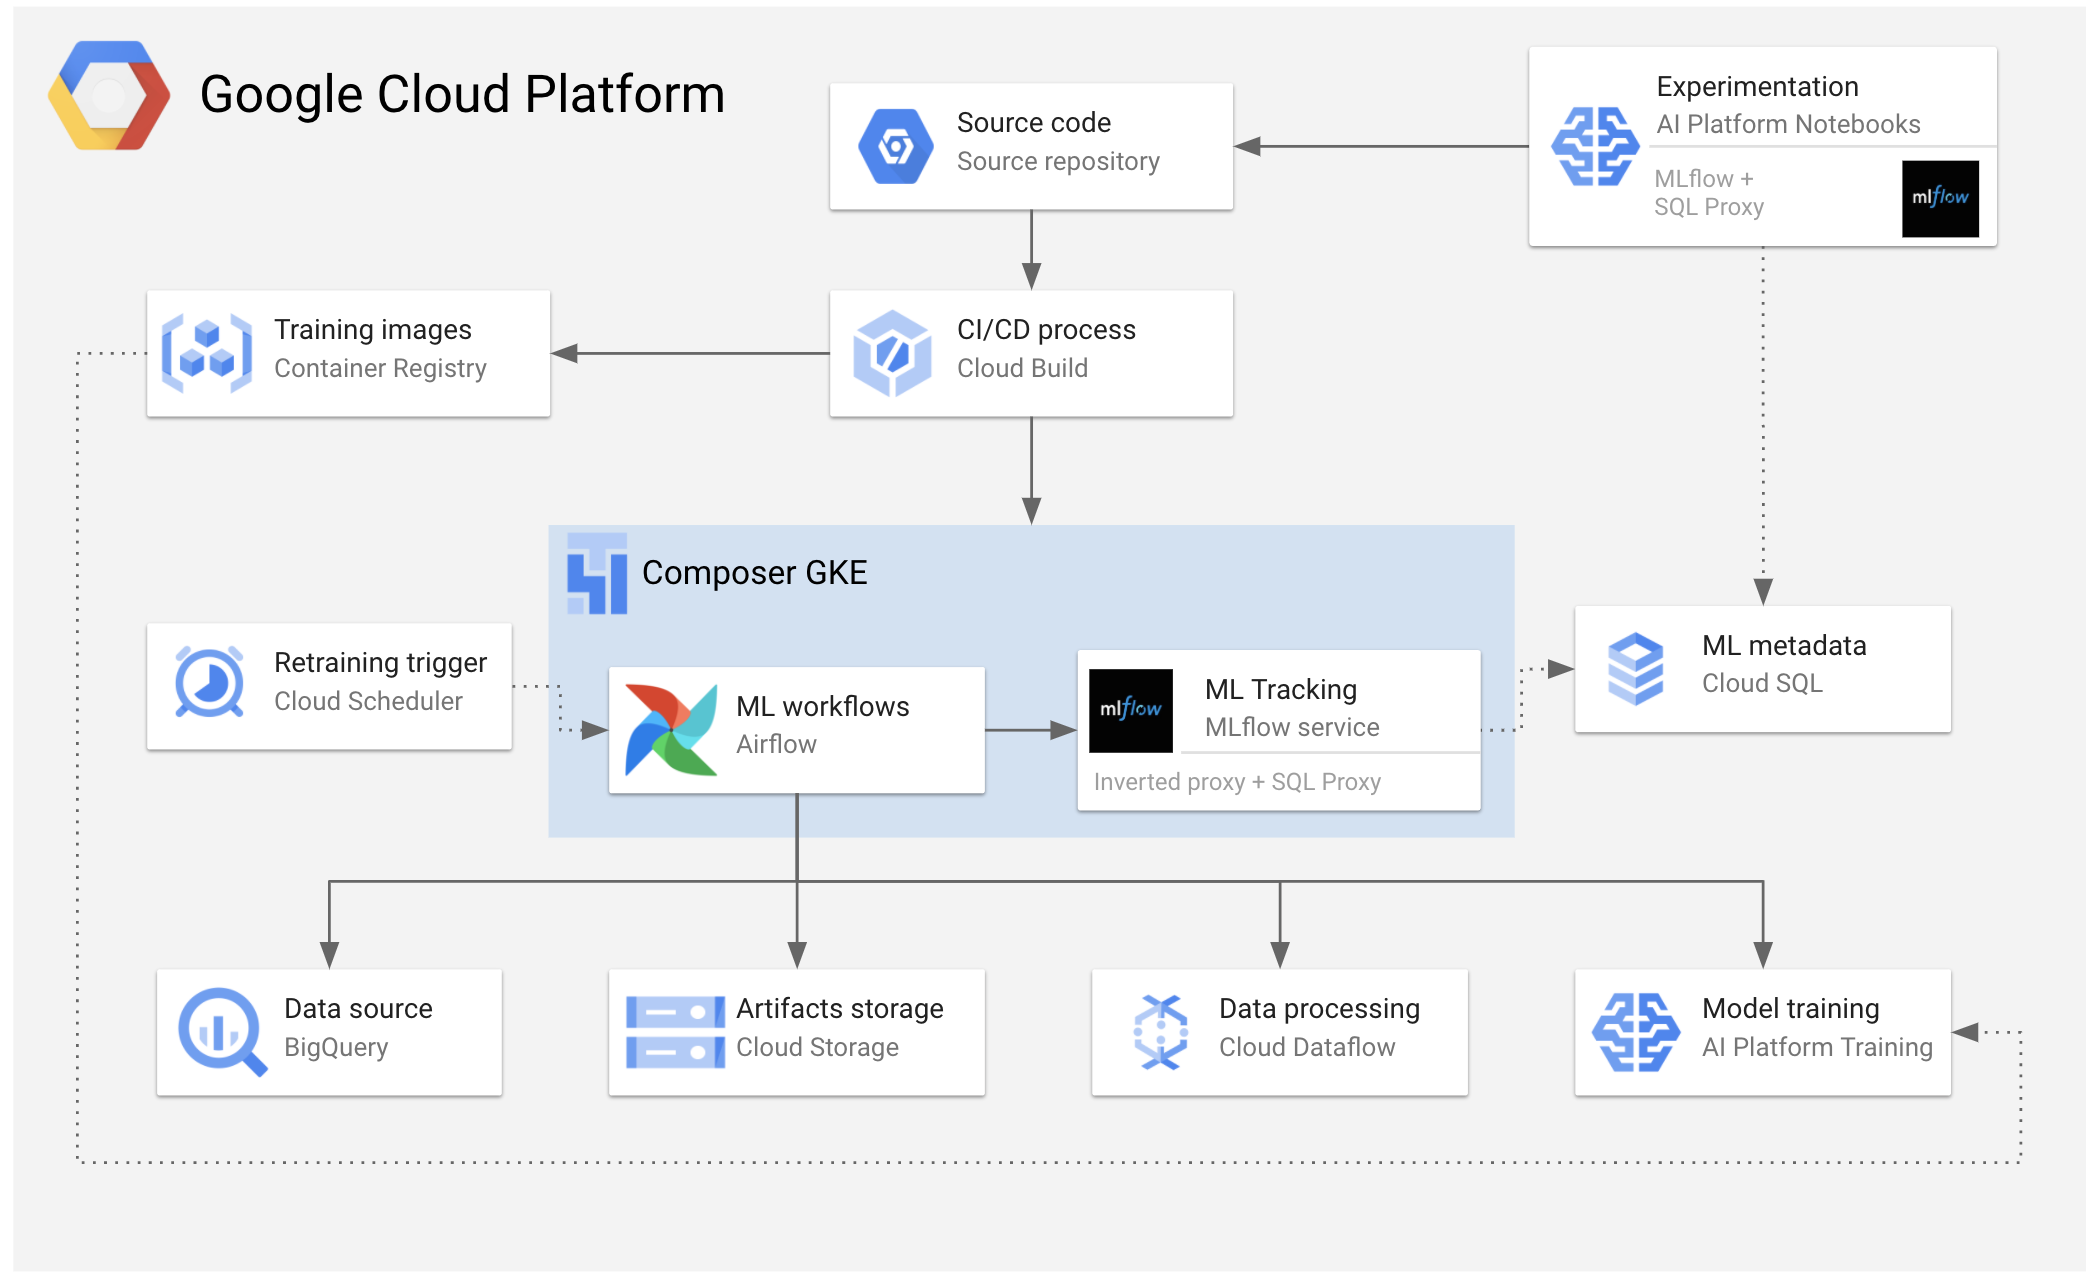 Google Cloud Platform
Source code
Source repository
Experimentation
AI Platform Notebooks
MLflow +
SQL Proxy
mlflow
Training images
Container Registry
CI/CD process
Cloud Build
Composer GKE
Retraining trigger
Cloud Scheduler
ML workflows
Airflow
mlflow
ML Tracking
MLflow service
Inverted proxy + SQL Proxy
ML metadata
Cloud SQL
Data source
BigQuery
Artifacts storage
Cloud Storage
Data processing
Cloud Dataflow
Model training
AI Platform Training